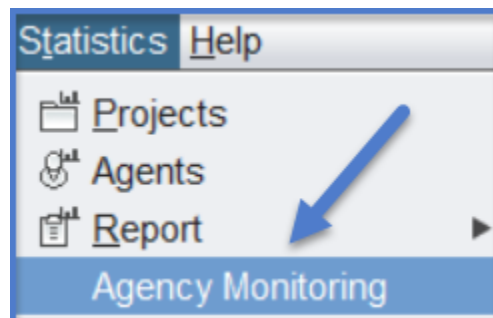 Statistics Help
Projects
Agents
Report
Agency Monitoring